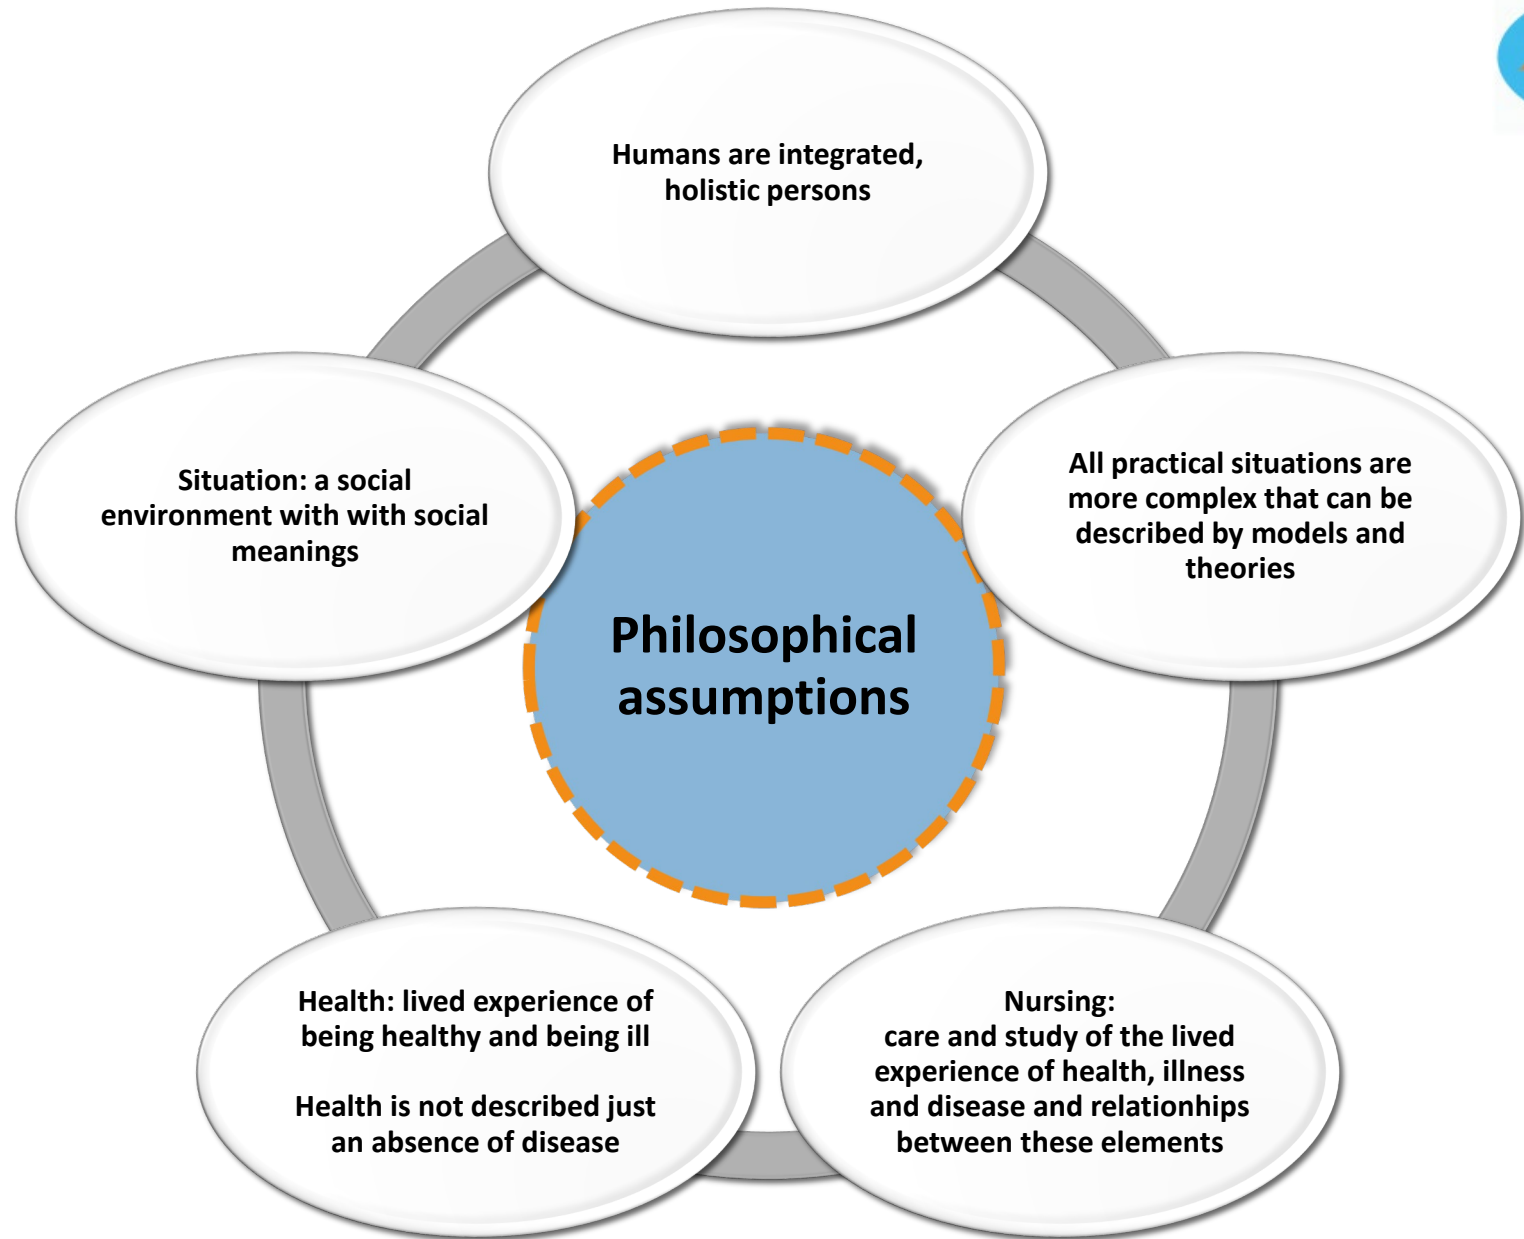 Humans are integrated,
holistic persons
Situation: a social
environment with with social
meanings
All practical situations are
more complex that can be
described by models and
theories
Philosophical
assumptions
Health: lived experience of
being healthy and being ill
Health is not described just
an absence of disease
Nursing:
care and study of the lived
experience of health, illness
and disease and relationships
between these elements